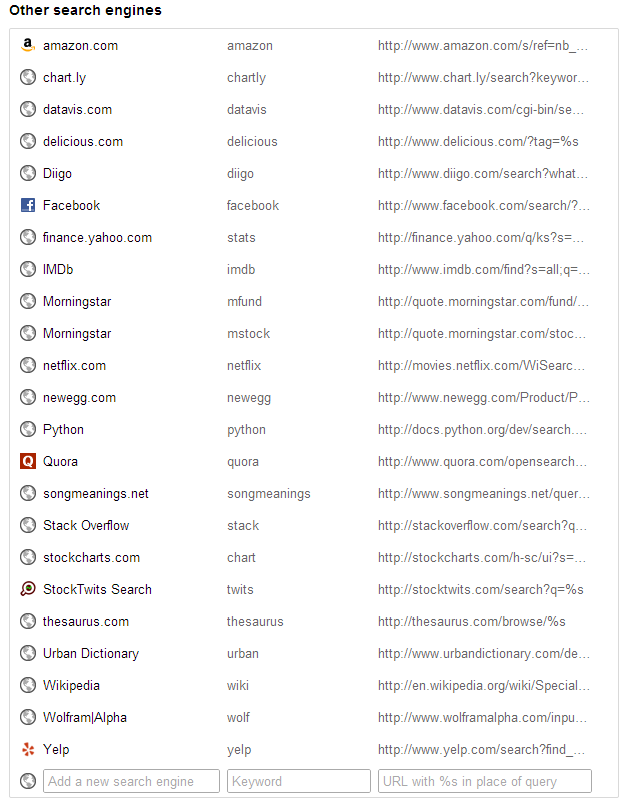 Other search engines
amazon.com amazon http://www.amazon.com/s/ref=nb_...
chart.ly chartly http://www.chart.ly/search?keywor...
datavis.com datavis http://www.datavis.com/cgi-bin/se...
delicious.com delicious http://www.delicious.com/?tag=%s
Diigo diigo http://www.diigo.com/search?what...
Facebook facebook http://www.facebook.com/search/?...
finance.yahoo.com stats http://finance.yahoo.com/q/ks?s=...
IMDb imdb http://www.imdb.com/find?s=all;q=...
Morningstar mfund http://quote.morningstar.com/fund/...
Morningstar mstock http://quote.morningstar.com/stoc...
netflix.com netflix http://movies.netflix.com/WiSearc...
newegg.com newegg http://www.newegg.com/Product/P...
Python python http://docs.python.org/dev/search....
Quora quora http://www.quora.com/opensearch...
songmeanings.net songmeanings http://www.songmeanings.net/quer...
Stack Overflow stack http://stackoverflow.com/search?q...
stockcharts.com chart http://stockcharts.com/h-sc/ui?s=...
StockTwits Search twits http://stocktwits.com/search?q=%s
thesaurus.com thesaurus http://thesaurus.com/browse/%s
Urban Dictionary urban http://www.urbandictionary.com/de...
Wikipedia wiki http://en.wikipedia.org/wiki/Special...
Wolfram|Alpha wolf http://www.wolframalpha.com/inpu...
Yelp yelp http://www.yelp.com/search?find_...
Add a new search engine Keyword URL with %s in place of query